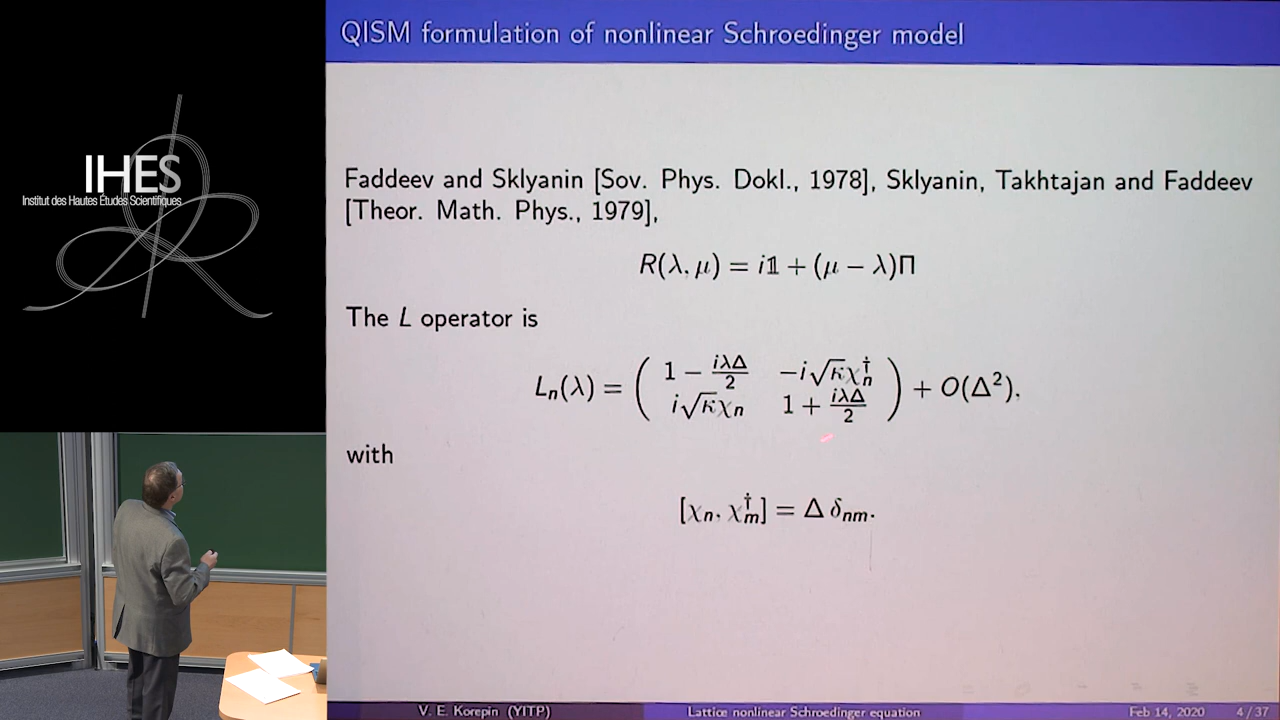 QISM formulation of nonlinear Schroedinger model
IHES
Institut des Hautes Études Scientifiques
Faddeev and Sklyanin [Sov. Phys. Dokl., 1978], Sklyanin, Takhtajan and Faddeev
[Theor. Math. Phys., 1979],
R(λ, μ) = i𝟙 + (μ − λ)Π
The L operator is
Lₙ(λ) = ( 1 − iλΔ/2   −i√κχₙ†
i√κχₙ   1 + iλΔ/2 ) + O(Δ²),
with
[χₙ, χₘ†] = Δ δₙₘ.
V. E. Korepin (YITP)   Lattice nonlinear Schroedinger equation   Feb 14, 2020   4 / 37